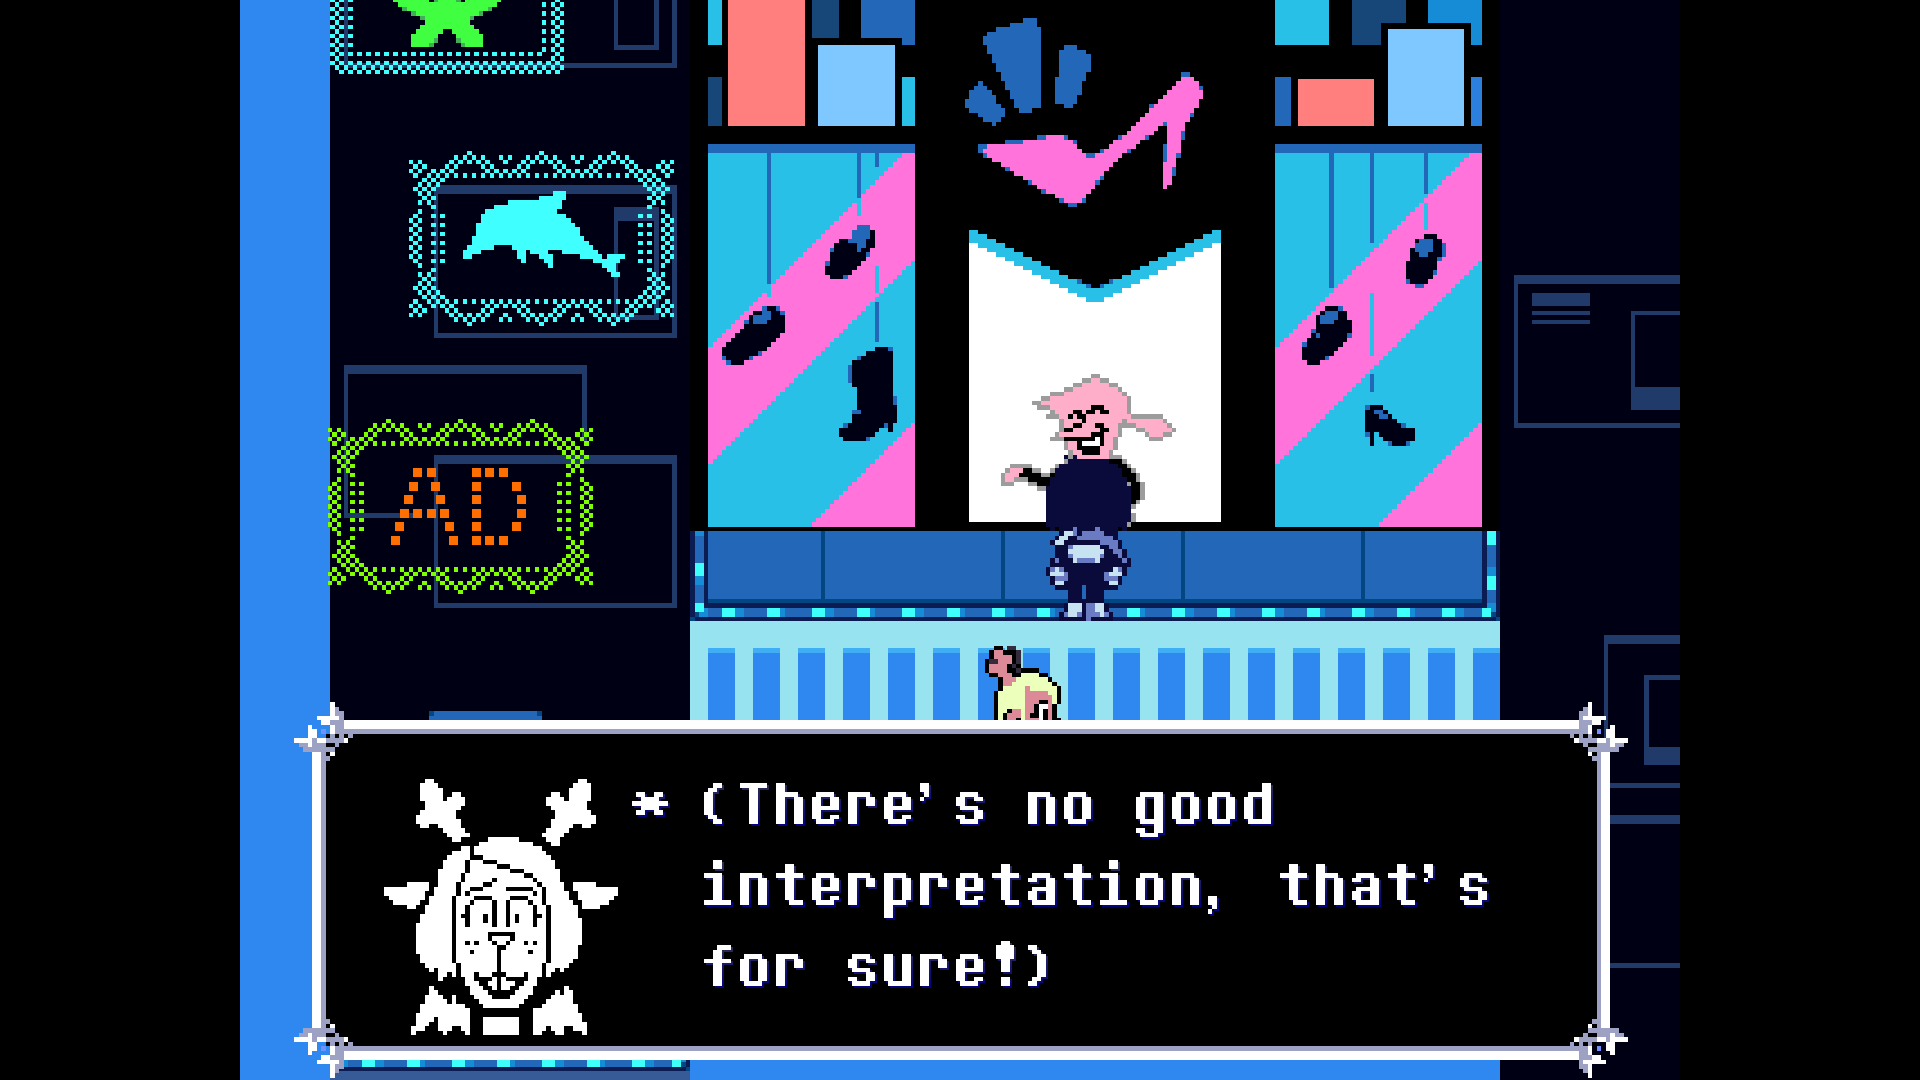 AD
* (There's no good
interpretation, that's
for sure!)